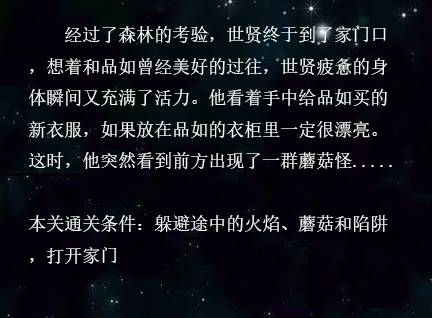 经过了森林的考验，世贤终于到了家门口
，想着和品如曾经美好的过往，世贤疲惫的身
体瞬间又充满了活力。他看着手中给品如买的
新衣服，如果放在品如的衣柜里一定很漂亮。
这时，他突然看到前方出现了一群蘑菇怪.....
本关通关条件：躲避途中的火焰、蘑菇和陷阱
，打开家门